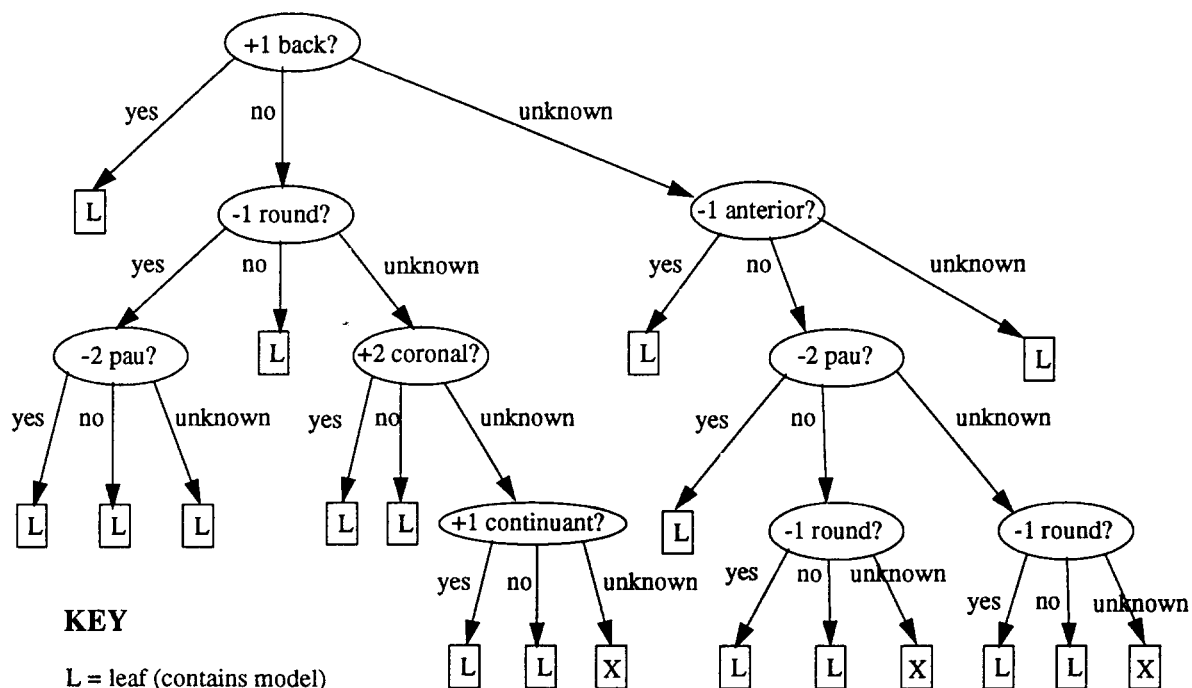 +1 back?
yes
no
unknown
L
-1 round?
-1 anterior?
yes
no
unknown
yes
no
unknown
-2 pau?
L
+2 coronal?
L
-2 pau?
L
yes
no
unknown
yes
no
unknown
yes
no
unknown
L
L
L
L
L
+1 continuant?
L
-1 round?
-1 round?
yes
no
unknown
yes
no
unknown
yes
no
unknown
KEY
L
L
X
L
L
X
L
L
X
L = leaf (contains model)